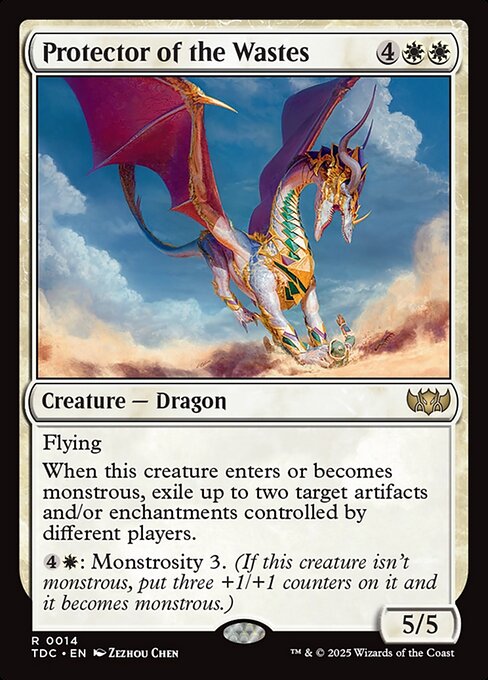 Protector of the Wastes 4
Creature — Dragon
Flying
When this creature enters or becomes
monstrous, exile up to two target artifacts
and/or enchantments controlled by
different players.
4: Monstrosity 3. (If this creature isn't
monstrous, put three +1/+1 counters on it and
it becomes monstrous.)
5/5
R 0014
TDC • EN Zezhou Chen
™ & © 2025 Wizards of the Coast